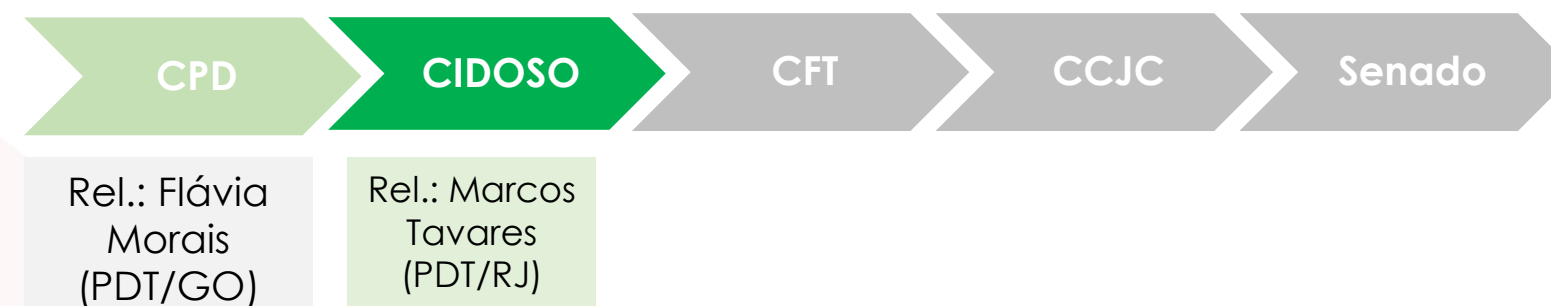 CPD
CIDOSO
CFT
CCJC
Senado
Rel.: Flávia
Morais
(PDT/GO)
Rel.: Marcos
Tavares
(PDT/RJ)